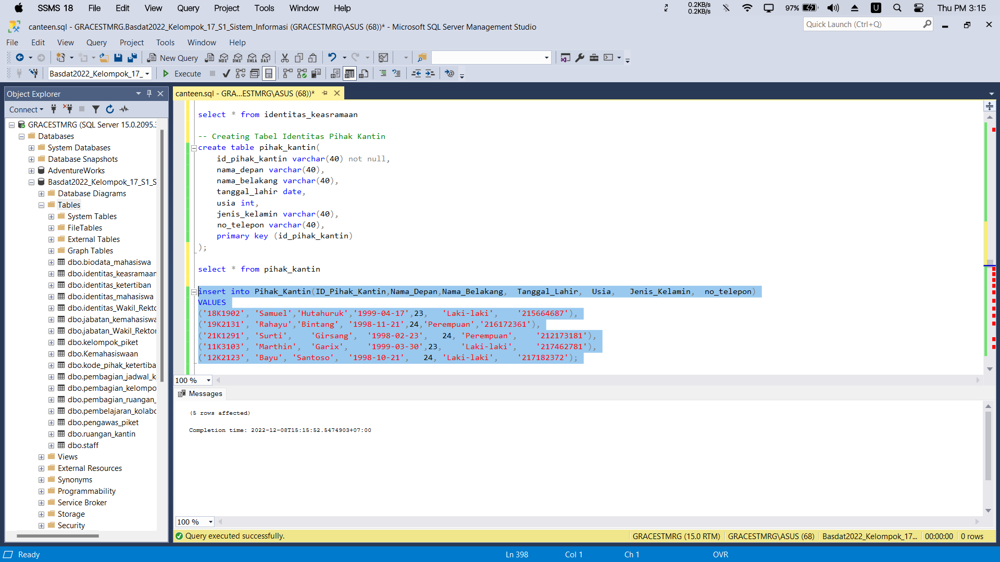 SSMS 18 File Edit View Query Project Tools Window Help 0.2KB/s 0.2KB/s 97% U Thu PM 3:15
canteen.sql - GRACESTMRG.Basdat2022_Kelompok_17_S1_Sistem_Informasi (GRACESTMRG\ASUS (68))* - Microsoft SQL Server Management Studio Quick Launch (Ctrl+Q)
File Edit View Query Project Tools Window Help
New Query MDX DMX XMLA DAX
Basdat2022_Kelompok_17_ Execute
Object Explorer
Connect
GRACESTMRG (SQL Server 15.0.2095.3
Databases
System Databases
Database Snapshots
AdventureWorks
Basdat2022_Kelompok_17_S1_S
Database Diagrams
Tables
System Tables
FileTables
External Tables
Graph Tables
dbo.biodata_mahasiswa
dbo.identitas_keasramaan
dbo.identitas_ketertiban
dbo.identitas_mahasiswa
dbo.identitas_Wakil_Rekto
dbo.jabatan_kemahasiswa
dbo.jabatan_Wakil_Rektor
dbo.kelompok_piket
dbo.Kemahasiswaan
dbo.kode_pihak_ketertiba
dbo.pembagian_jadwal_k
dbo.pembagian_kelompo
dbo.pembagian_ruangan_
dbo.pembelajaran_kolabo
dbo.pengawas_piket
dbo.ruangan_kantin
dbo.staff
Views
External Resources
Synonyms
Programmability
Service Broker
Storage
Security
canteen.sql - GRA...ESTMRG\ASUS (68))*
select * from identitas_keasramaan
-- Creating Tabel Identitas Pihak Kantin
create table pihak_kantin(
id_pihak_kantin varchar(40) not null,
nama_depan varchar(40),
nama_belakang varchar(40),
tanggal_lahir date,
usia int,
jenis_kelamin varchar(40),
no_telepon varchar(40),
primary key (id_pihak_kantin)
);
select * from pihak_kantin
insert into Pihak_Kantin(ID_Pihak_Kantin,Nama_Depan,Nama_Belakang, Tanggal_Lahir, Usia, Jenis_Kelamin, no_telepon)
VALUES
('18K1902', 'Samuel','Hutahuruk','1999-04-17',23, 'Laki-laki', '215664687'),
('19K2131', 'Rahayu','Bintang', '1998-11-21',24,'Perempuan','216172361'),
('21K1291', 'Surti', 'Girsang', '1998-02-23', 24, 'Perempuan', '212173181'),
('11K3103', 'Marthin', 'Garix', '1999-03-30',23, 'Laki-laki', '217462781'),
('12K2123', 'Bayu', 'Santoso', '1998-10-21', 24, 'Laki-laki', '217182372');
100 %
Messages
(5 rows affected)
Completion time: 2022-12-08T15:15:52.5474903+07:00
100 %
Query executed successfully. GRACESTMRG (15.0 RTM) GRACESTMRG\ASUS (68) Basdat2022_Kelompok_17... 00:00:00 0 rows
Ready Ln 398 Col 1 Ch 1 OVR